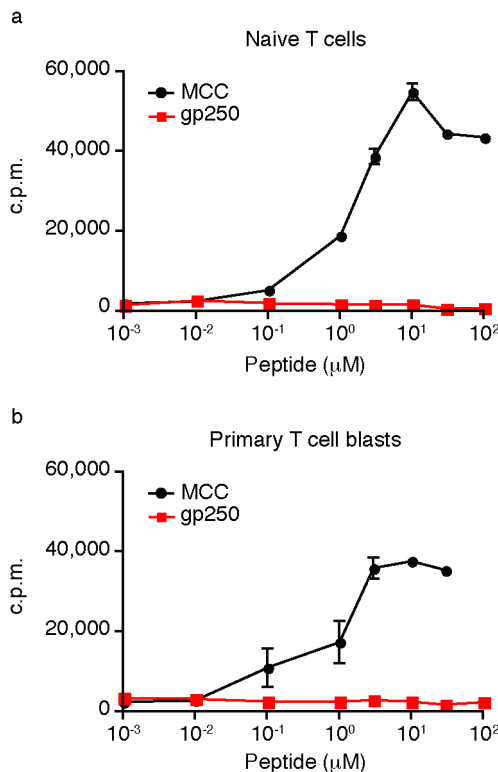 a
Naive T cells
60,000
MCC
gp250
40,000
c.p.m.
20,000
0
10⁻³ 10⁻² 10⁻¹ 10⁰ 10¹ 10²
Peptide (μM)
b
Primary T cell blasts
60,000
MCC
gp250
40,000
c.p.m.
20,000
0
10⁻³ 10⁻² 10⁻¹ 10⁰ 10¹ 10²
Peptide (μM)